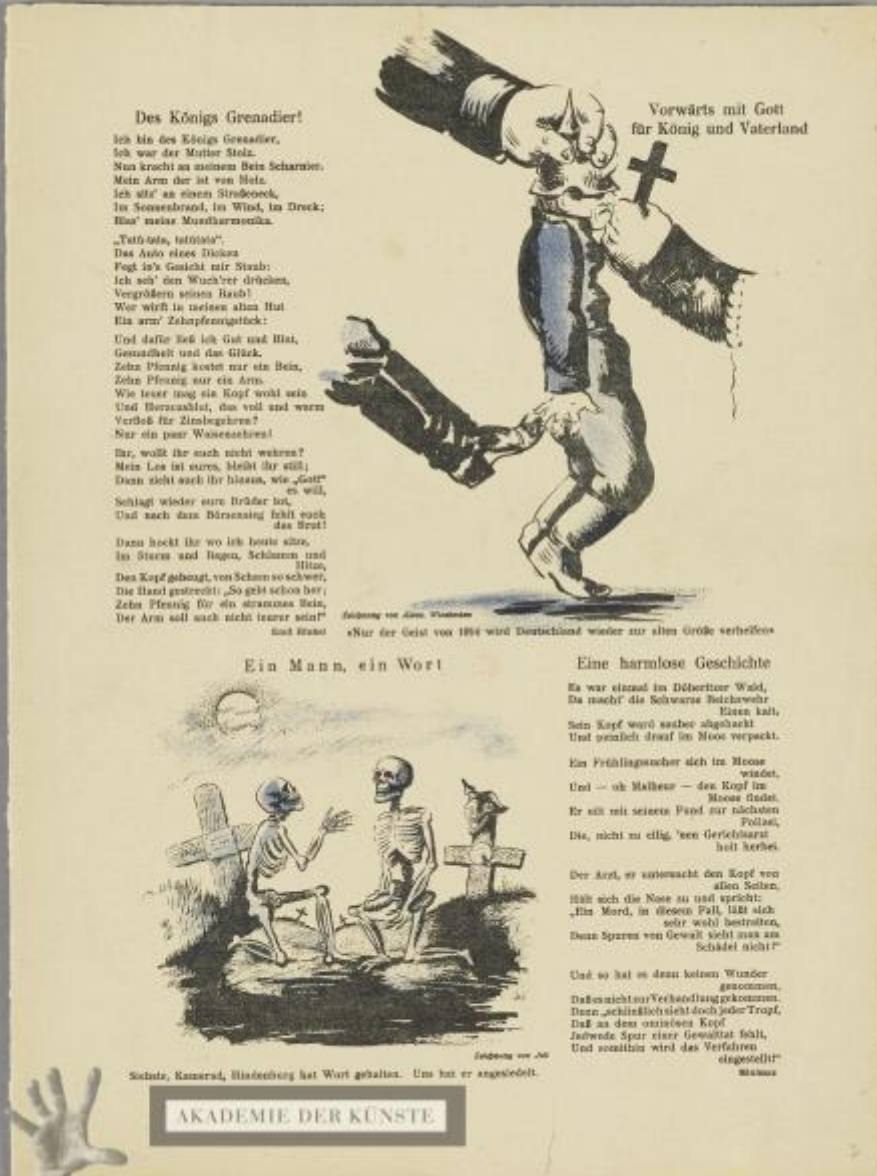 Des Königs Grenadier!
Ich bin des Königs Grenadier,
Ich war der Mutter Stolz.
Nun kracht an meinem Bein Scharnier,
Mein Arm der ist von Holz.
Ich sitz' an einem Straßeneck,
Im Sonnenbrand, im Wind, im Dreck;
Blas' meine Mundharmonika.
„Tatü-tata, tatütata“.
Das Auto eines Dicken
Fegt in's Gesicht mir Staub:
Ich seh' den Wuch'rer drücken,
Vergrößern seinen Raub!
Wer wirft in meinen alten Hut
Ein arm' Zehnpfennigstück:
Und dafür ließ ich Gut und Blut,
Gesundheit und das Glück.
Zehn Pfennig kostet nur ein Bein,
Zehn Pfennig nur ein Arm.
Wie teuer mag ein Kopf wohl sein
Und Herzensblut, das voll und warm
Verfloß für Zinsbegehren?
Nur ein paar Waisenzehren!
Ihr, wollt ihr euch nicht wehren?
Mein Los ist eures, bleibt ihr still;
Dann zieht auch ihr hinaus, wie „Gott“
es will,
Schlagt wieder eure Brüder tot,
Und nach dem Börsensieg fehlt euch
das Brot!
Dann hockt ihr wo ich heute sitze,
Im Sturm und Regen, Schlamm und
Hitze,
Den Kopf gebeugt, von Scham so schwer,
Die Hand gestreckt: „So gebt schon her;
Zehn Pfennig für ein strammes Bein,
Der Arm soll auch nicht teurer sein!“
Vorwärts mit Gott
für König und Vaterland
Zeichnung von
«Nur der Geist von 1914 wird Deutschland wieder zur alten Größe verhelfen»
Ein Mann, ein Wort
Zeichnung von
Siehste, Kamerad, Hindenburg hat Wort gehalten. Uns hat er angesiedelt.
Eine harmlose Geschichte
Es war einmal im Döberitzer Wald,
Da macht' die Schwarze Reichswehr
Einen kalt,
Sein Kopf ward sauber abgehackt
Und peinlich drauf im Moos verpackt.
Ein Frühlingssucher sich im Moose
windet,
Und — oh Malheur — den Kopf im
Moose findet.
Er eilt mit seinem Fund zur nächsten
Polizei,
Die, nicht zu eilig, 'nen Gerichtsarzt
holt herbei.
Der Arzt, er untersucht den Kopf von
allen Seiten,
Hält sich die Nase zu und spricht:
„Ein Mord, in diesem Fall, läßt sich
sehr wohl bestreiten,
Denn Spuren von Gewalt sieht man am
Schädel nicht!“
Und so hat es denn keinen Wunder
genommen,
Daß es nicht zur Verhandlung gekommen.
Denn „schließlich sieht doch jeder Tropf,
Daß an dem ominösen Kopf
Jedwede Spur einer Gewalttat fehlt,
Und somithin wird das Verfahren
eingestellt!“
AKADEMIE DER KÜNSTE